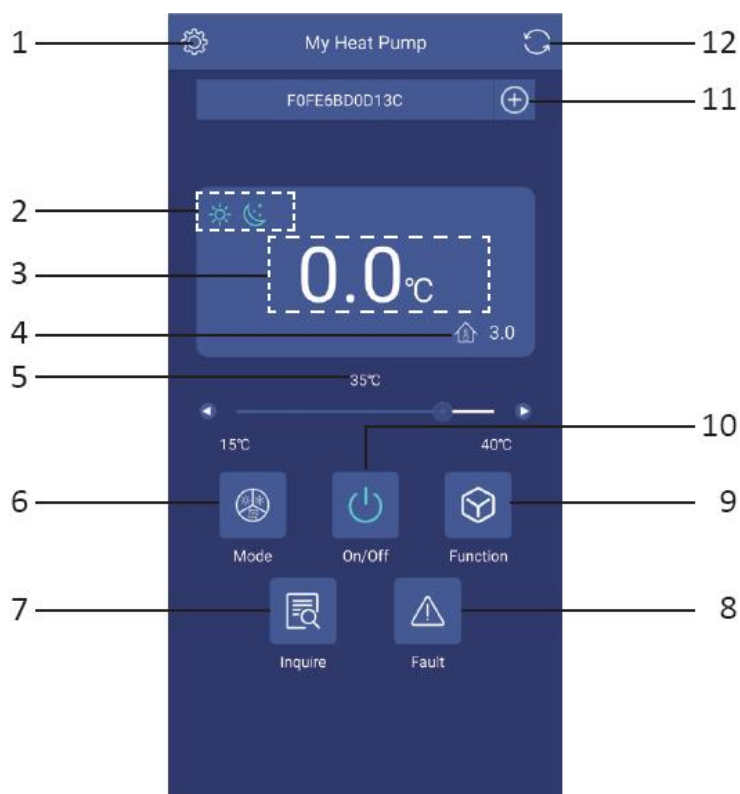 1 My Heat Pump 12
F0FE6BD0D13C 11
2
3 0.0℃
4 3.0
5 35℃
15℃ 40℃ 10
6 9
Mode On/Off Function
7 8
Inquire Fault